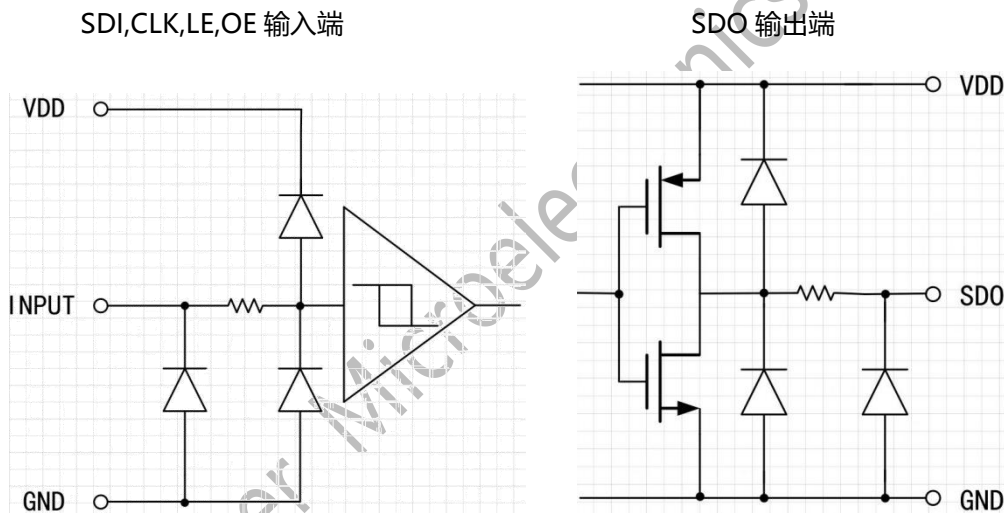 SDI,CLK,LE,OE 输入端
SDO 输出端
VDD
INPUT
GND
VDD
SDO
GND